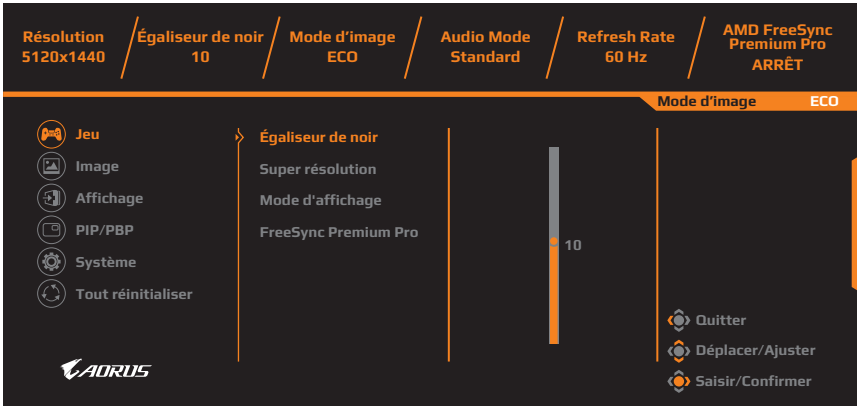 Résolution
5120x1440
Égaliseur de noir
10
Mode d’image
ECO
Audio Mode
Standard
Refresh Rate
60 Hz
AMD FreeSync
Premium Pro
ARRÊT
Mode d’image ECO
Jeu
Image
Affichage
PIP/PBP
Système
Tout réinitialiser
Égaliseur de noir
Super résolution
Mode d'affichage
FreeSync Premium Pro
10
Quitter
Déplacer/Ajuster
Saisir/Confirmer
AORUS